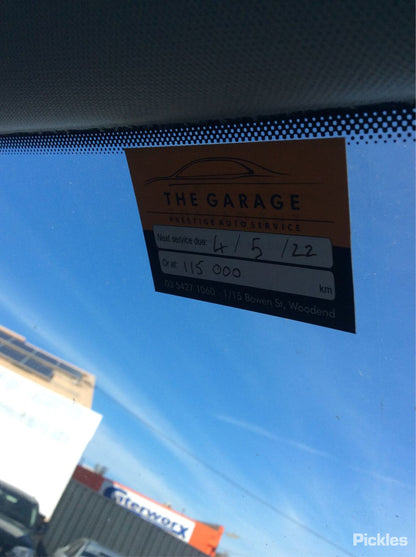 THE GARAGE
PRESTIGE AUTO SERVICE
Next service due: 4 / 5 / 22
Or at: 115 000 km
03 5427 1060 - 1/15 Bowen St, Woodend
terworx
Pickles